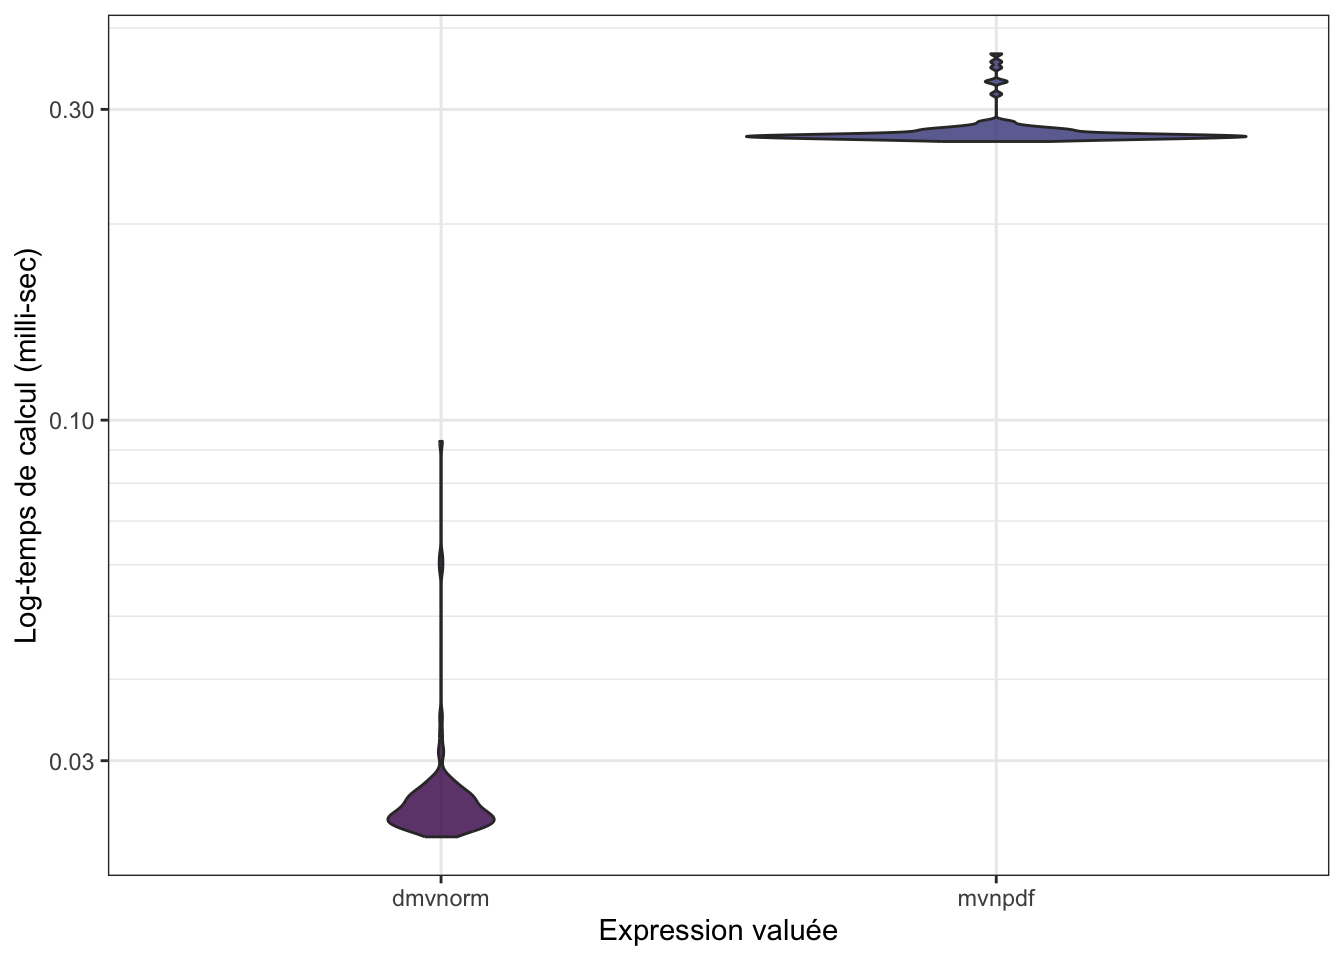 Log-temps de calcul (milli-sec)
0.30
0.10
0.03
dmvnorm
mvnpdf
Expression valuée